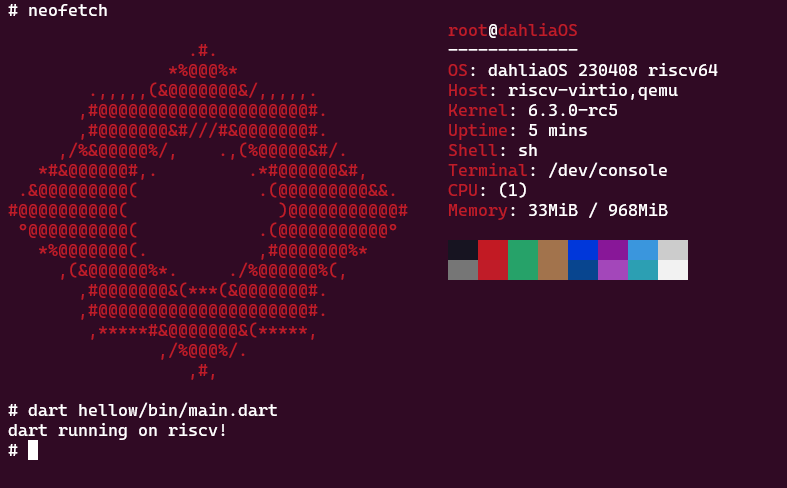 # neofetch
root@dahliaOS
-------------
OS: dahliaOS 230408 riscv64
Host: riscv-virtio,qemu
Kernel: 6.3.0-rc5
Uptime: 5 mins
Shell: sh
Terminal: /dev/console
CPU: (1)
Memory: 33MiB / 968MiB
# dart hellow/bin/main.dart
dart running on riscv!
#